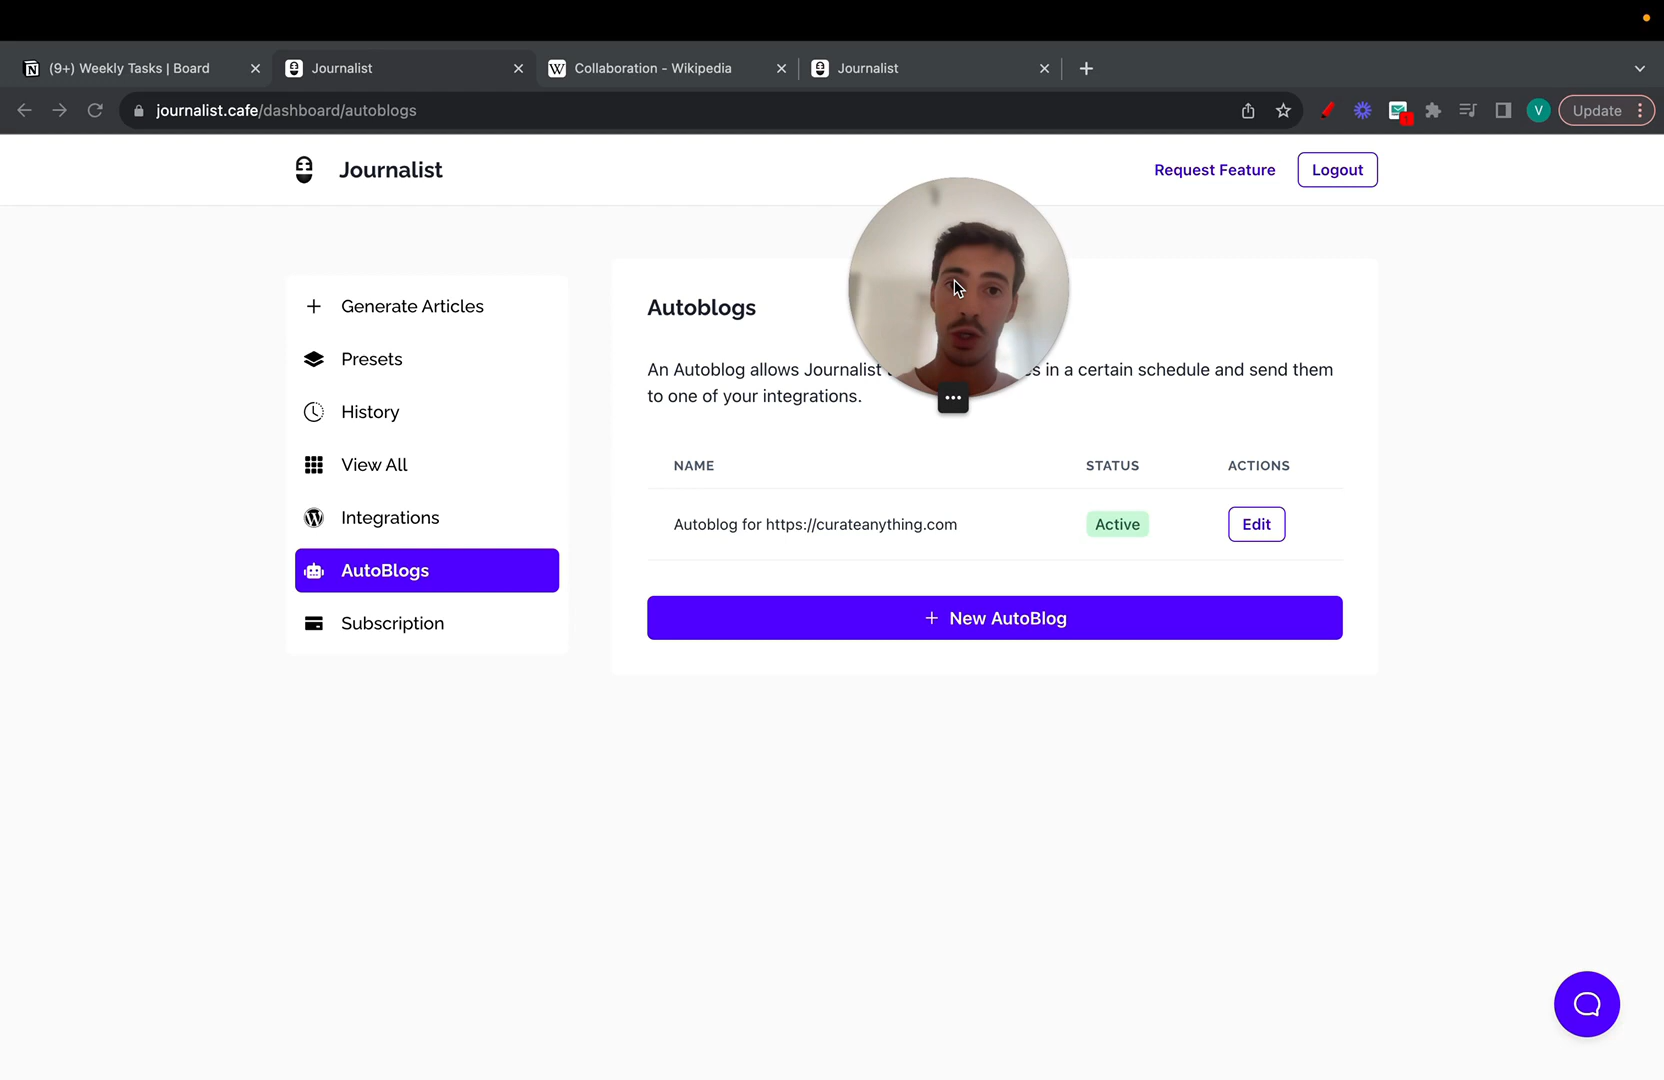 (9+) Weekly Tasks | Board
Journalist
Collaboration - Wikipedia
Journalist
journalist.cafe/dashboard/autoblogs
1
V
Update
Journalist
Request Feature
Logout
Generate Articles
Presets
History
View All
Integrations
AutoBlogs
Subscription
Autoblogs
An Autoblog allows Journalist in a certain schedule and send them
to one of your integrations.
NAME STATUS ACTIONS
Autoblog for https://curateanything.com Active Edit
+ New AutoBlog